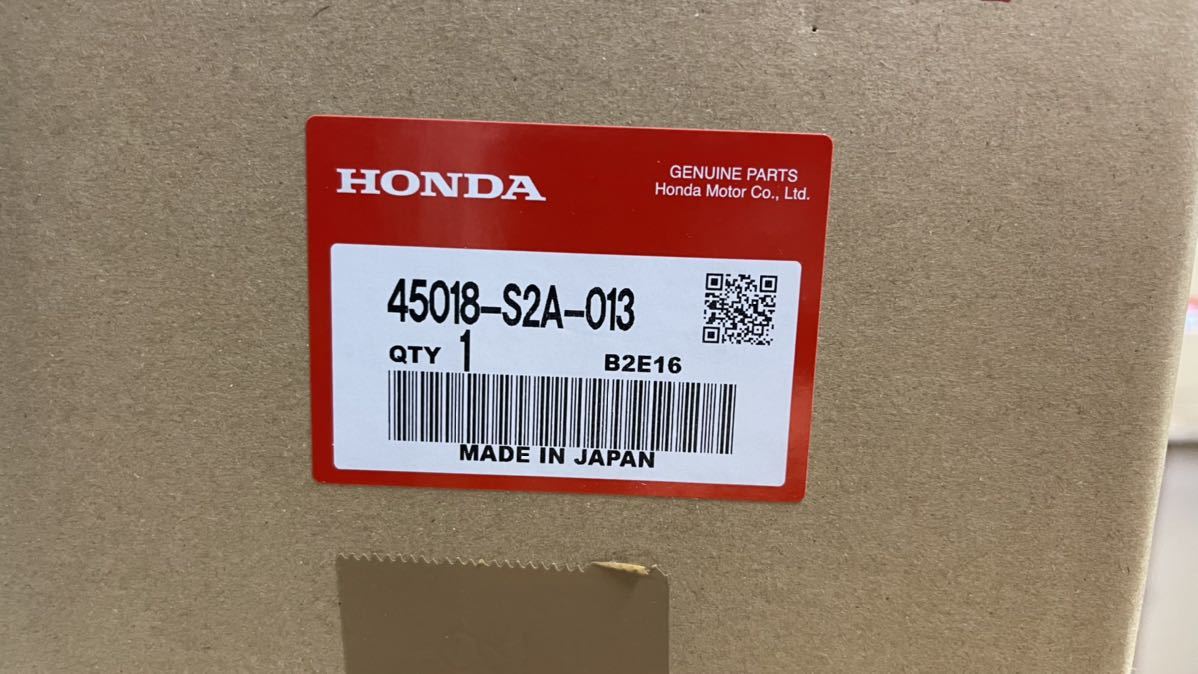 HONDA
GENUINE PARTS
Honda Motor Co., Ltd.
45018-S2A-013
QTY 1 B2E16
MADE IN JAPAN